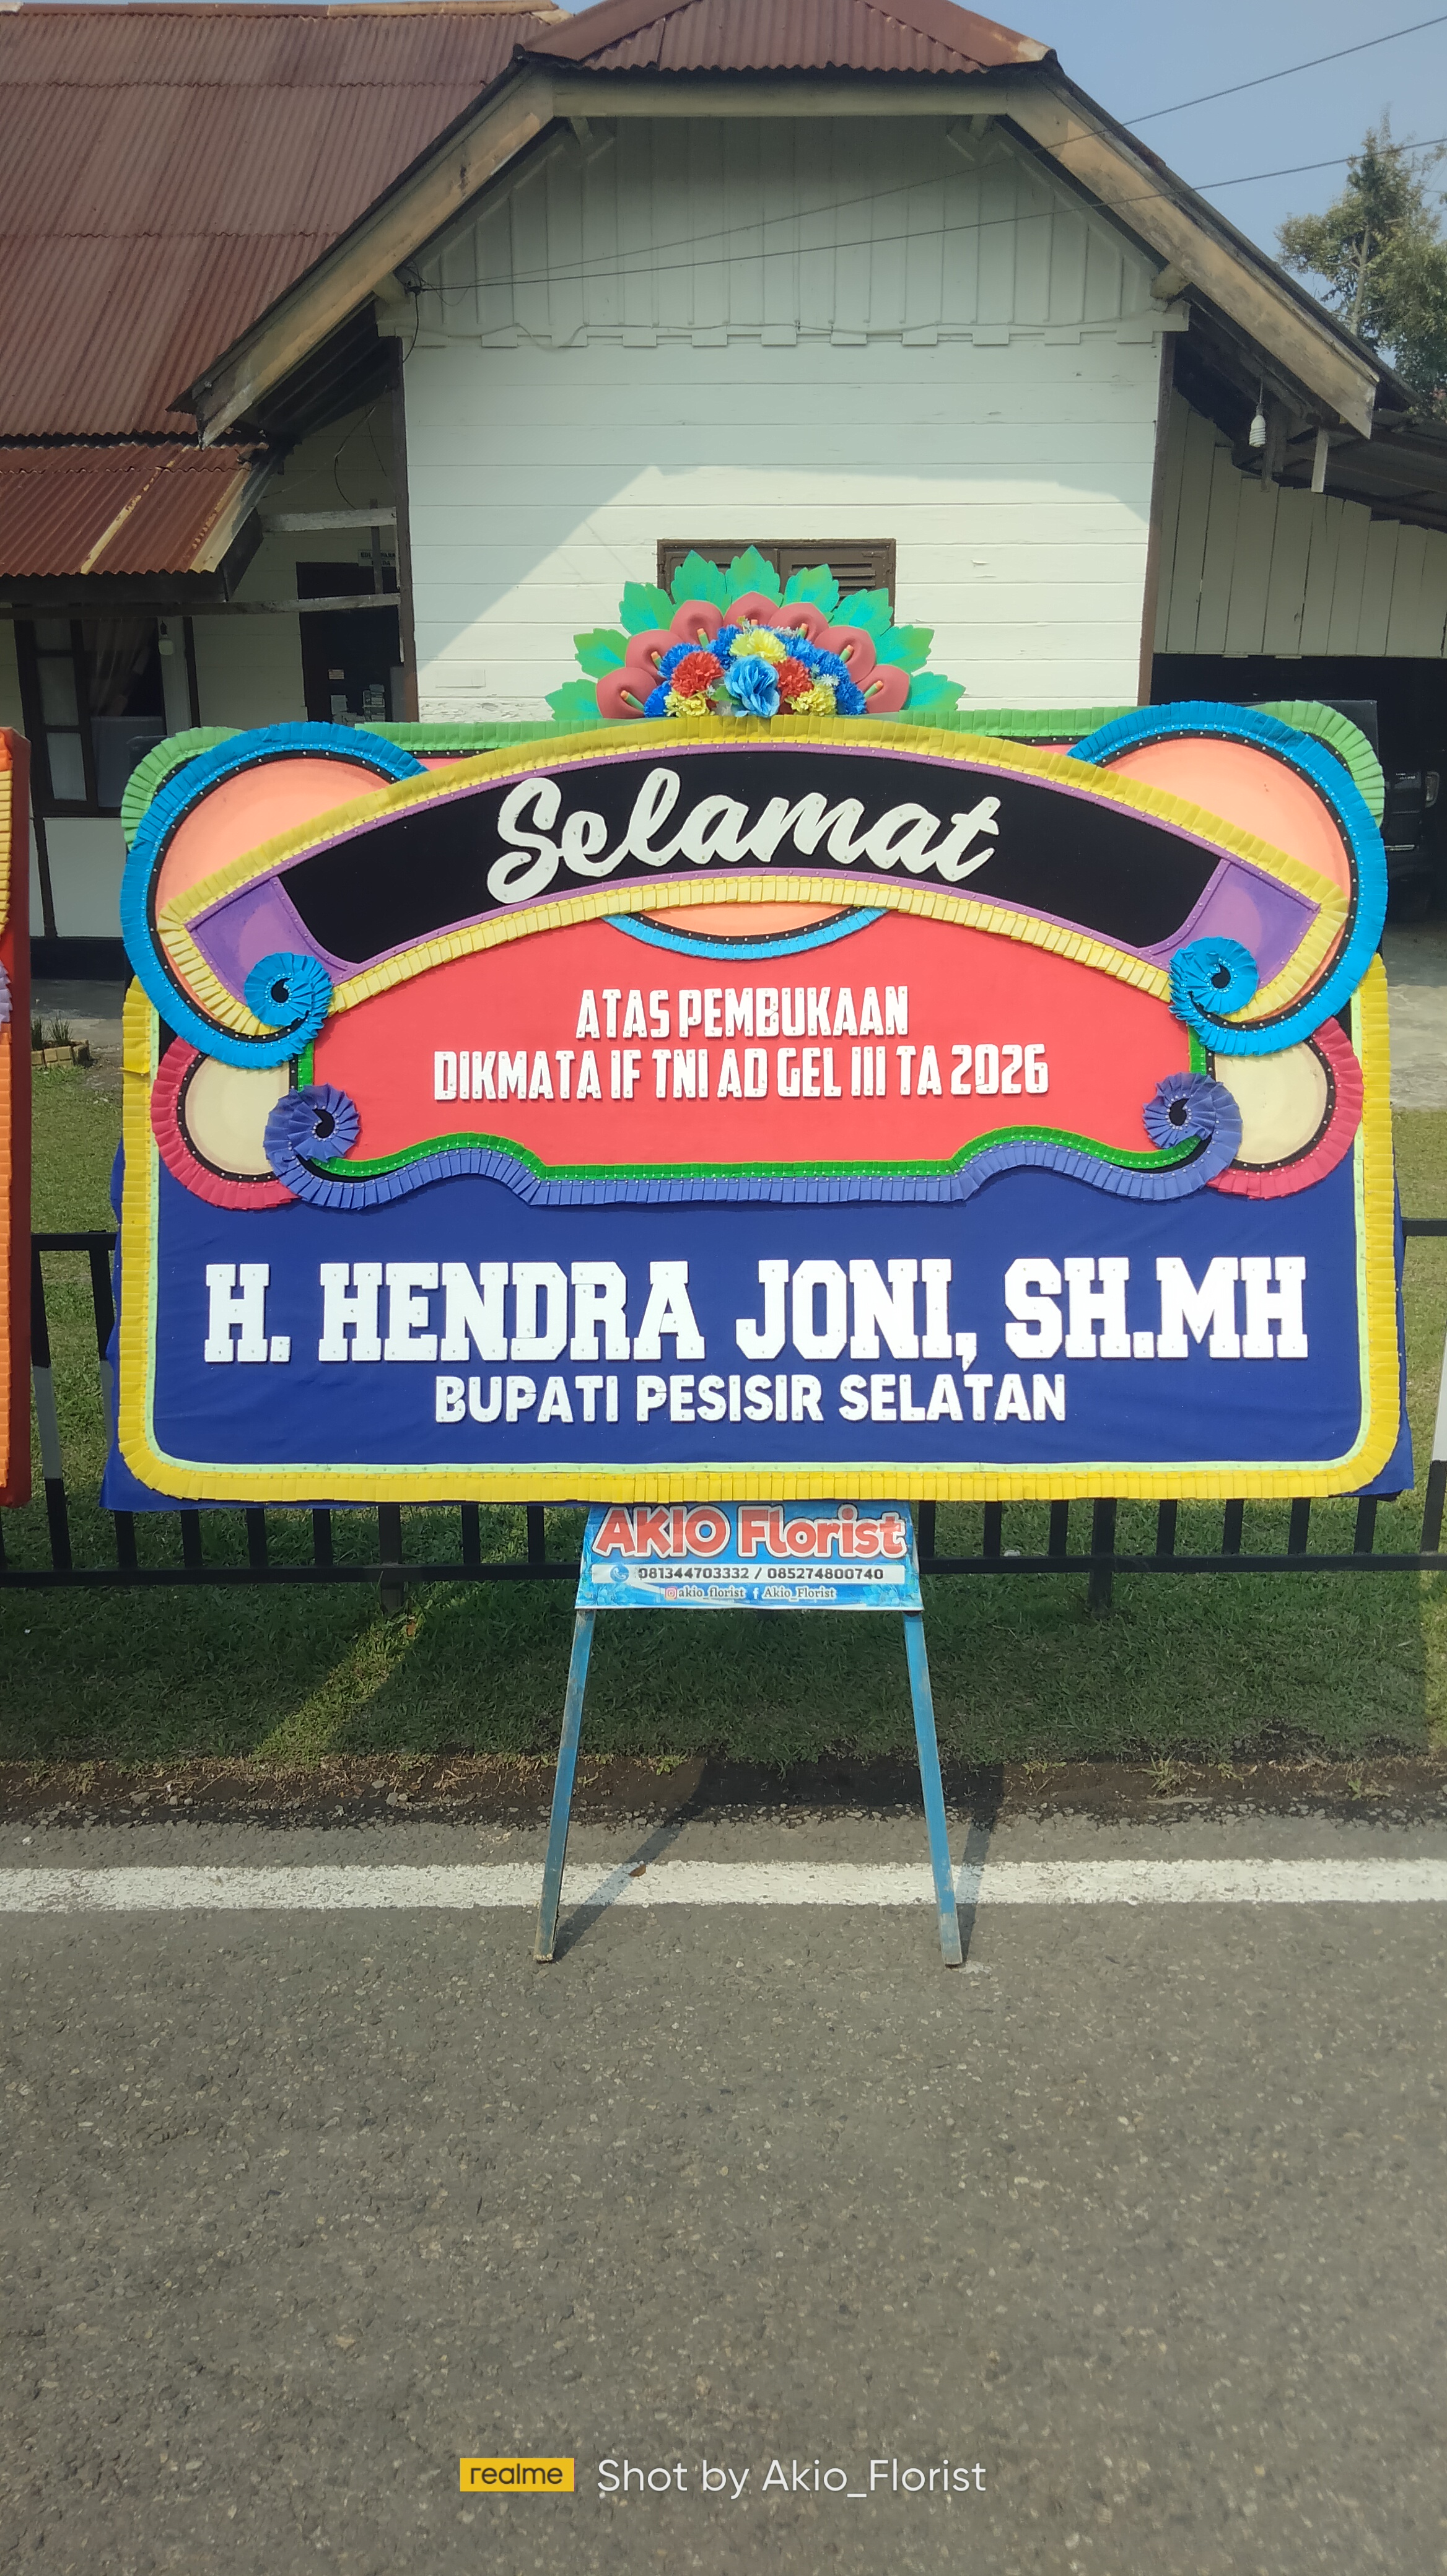 Selamat
ATAS PEMBUKAAN
DIKMATA IF TNI AD GEL III TA 2026
H. HENDRA JONI, SH.MH
BUPATI PESISIR SELATAN
AKIO Florist
081344703332 / 085274800740
akio_florist f Akio_Florist
realme Shot by Akio_Florist